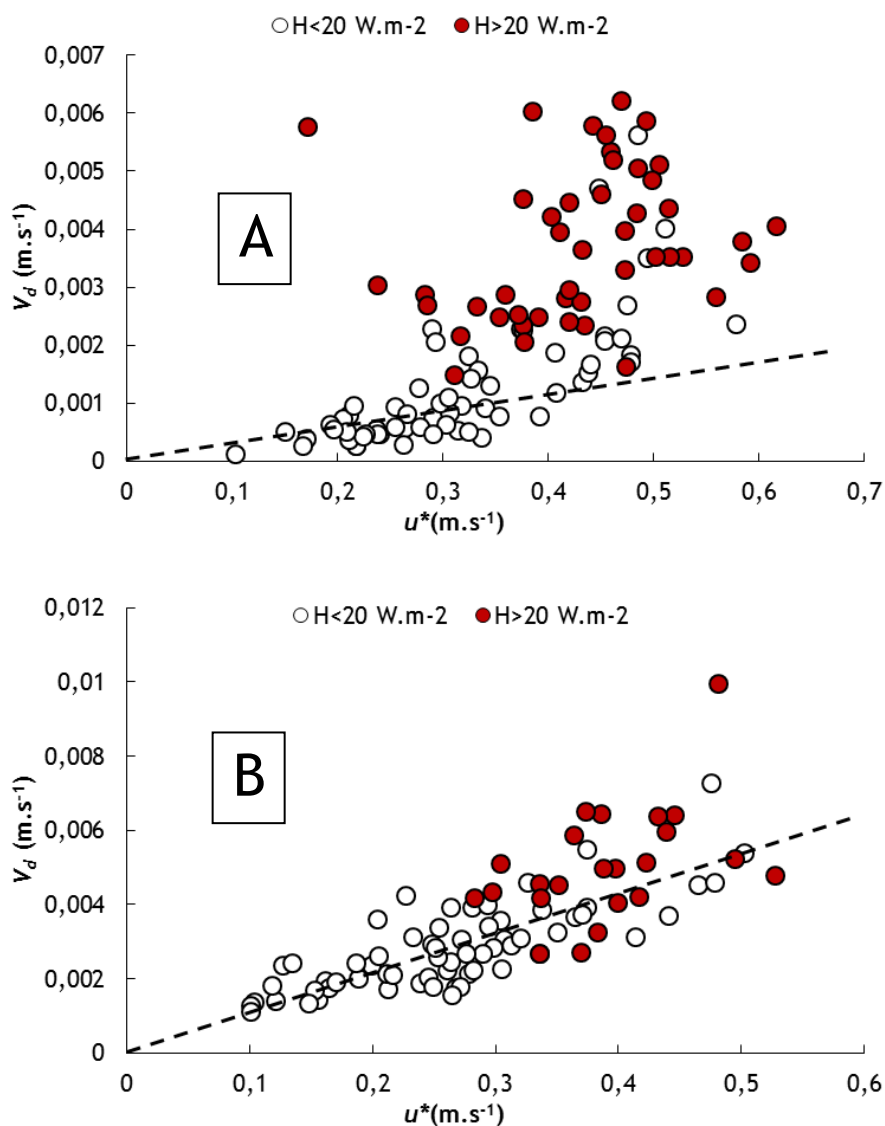 H<20 W.m-2 H>20 W.m-2
0,007
0,006
0,005
0,004
0,003
0,002
0,001
0
V_d (m.s⁻¹)
A
0 0,1 0,2 0,3 0,4 0,5 0,6 0,7
u*(m.s⁻¹)
0,012
H<20 W.m-2 H>20 W.m-2
0,01
0,008
0,006
0,004
0,002
0
V_d (m.s⁻¹)
B
0 0,1 0,2 0,3 0,4 0,5 0,6
u*(m.s⁻¹)